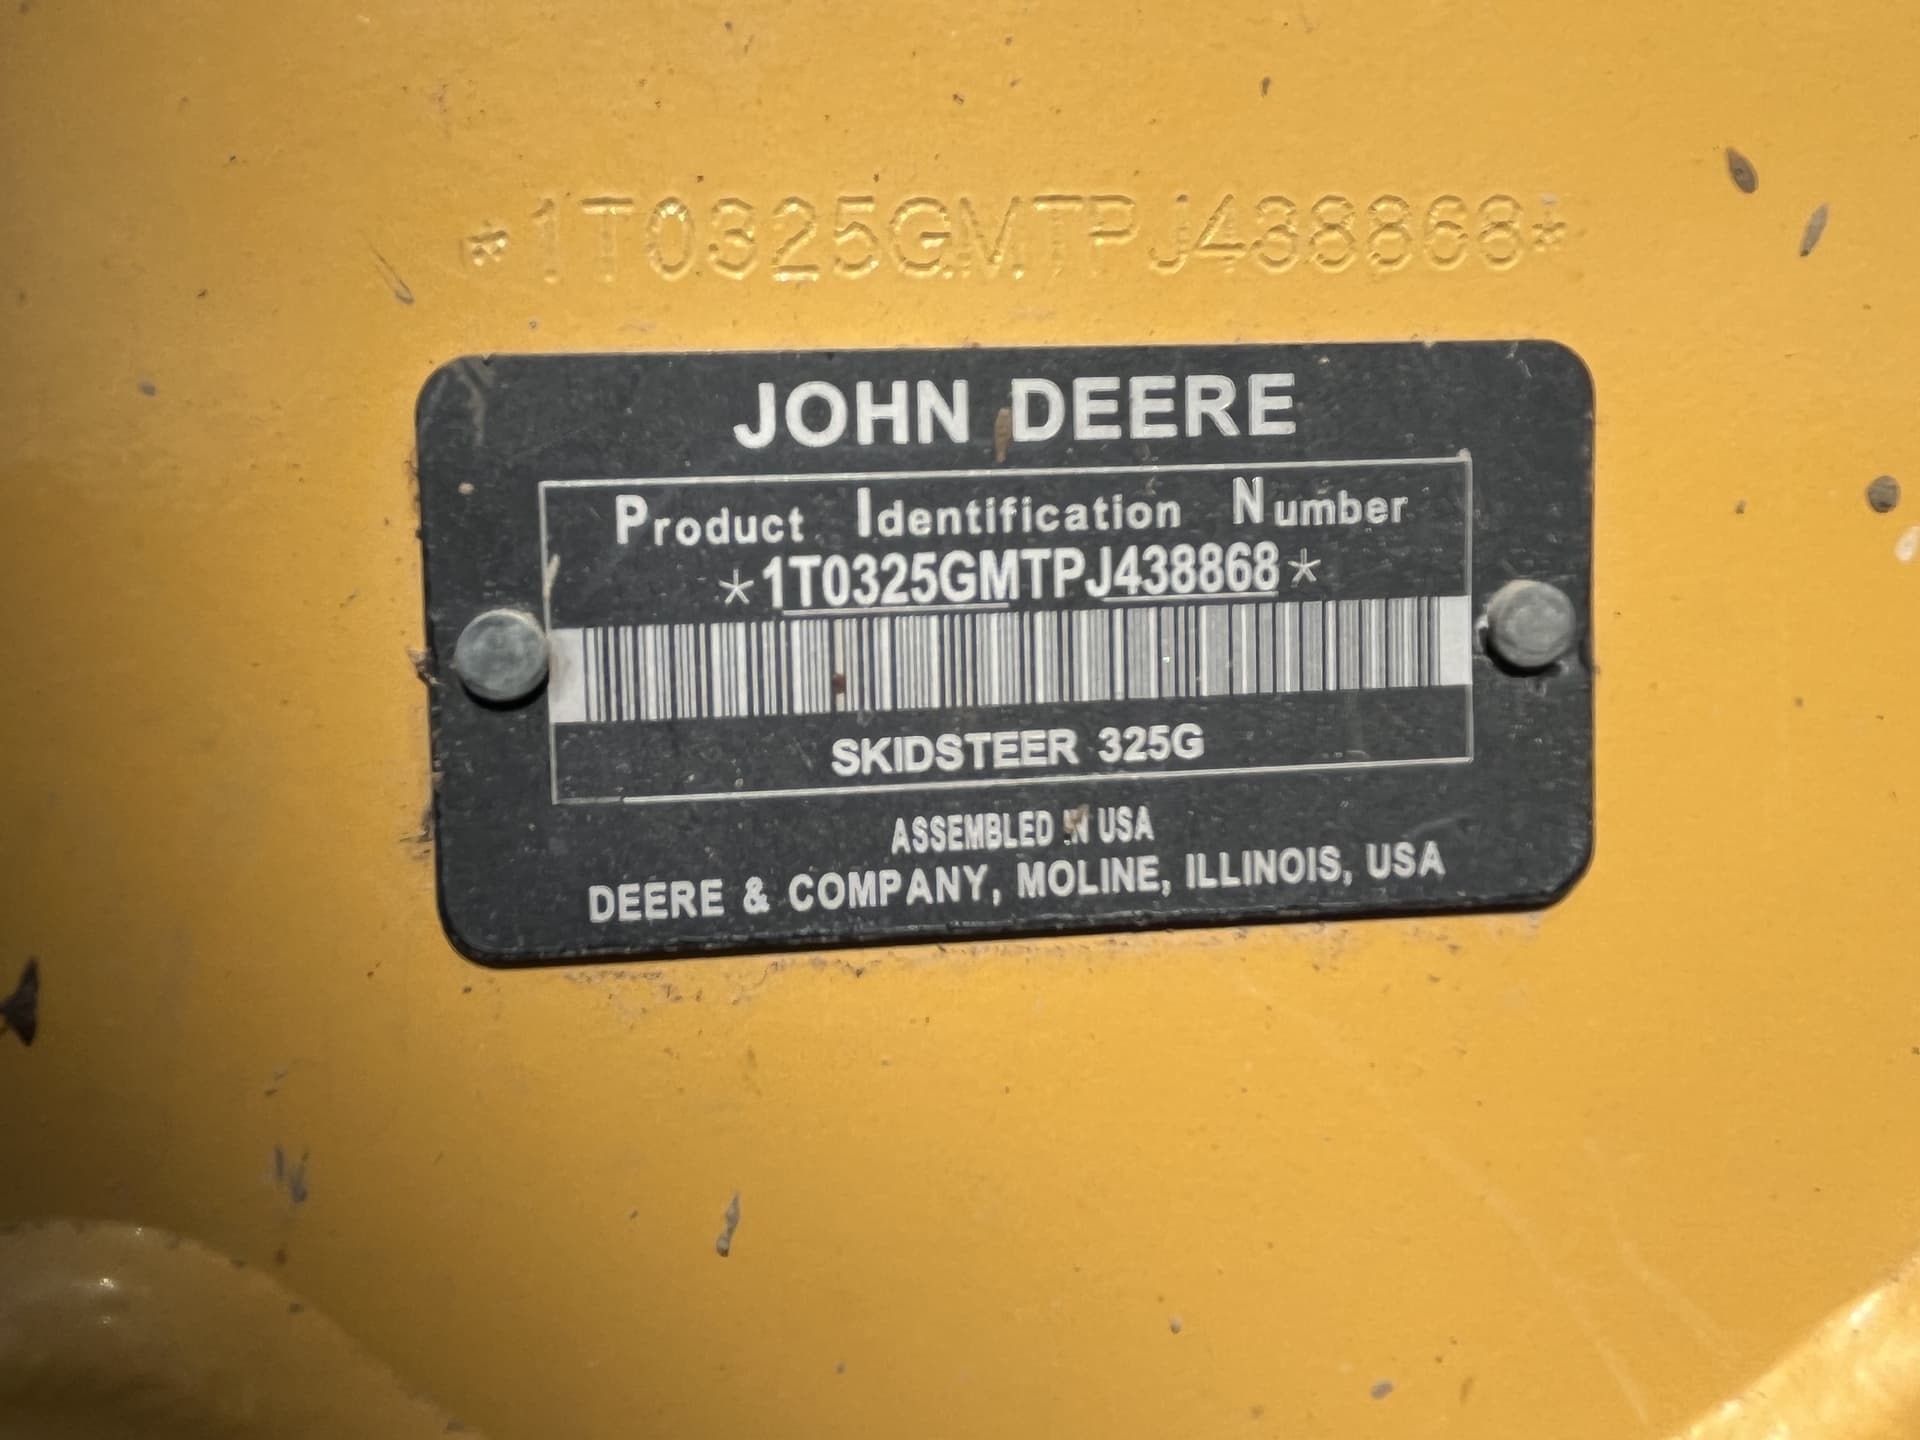 *1T0325GMTPJ438868*
JOHN DEERE
Product Identification Number
*1T0325GMTPJ438868*
SKIDSTEER 325G
ASSEMBLED IN USA
DEERE & COMPANY, MOLINE, ILLINOIS, USA